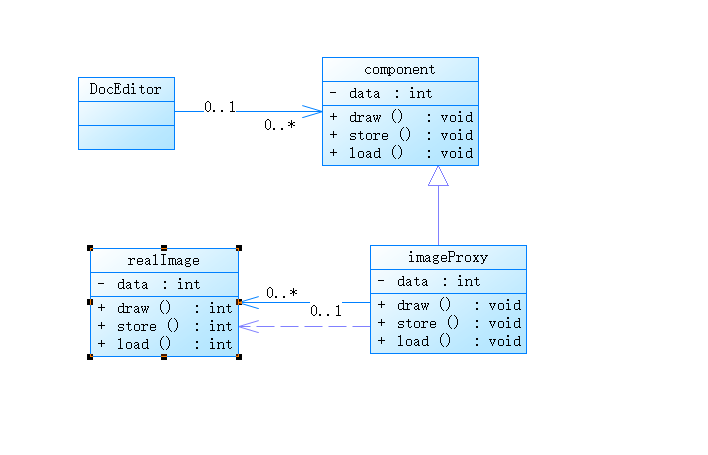 component
DocEditor
- data : int
+ draw () : void
+ store () : void
+ load () : void
0..1
0..*
realImage
- data : int
+ draw () : int
+ store () : int
+ load () : int
imageProxy
- data : int
+ draw () : void
+ store () : void
+ load () : void
0..*
0..1